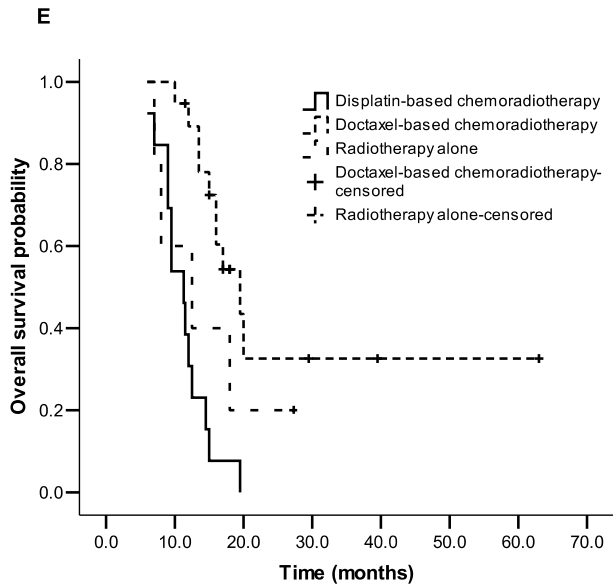 E
Overall survival probability
1.0
0.8
0.6
0.4
0.2
0.0
Displatin-based chemoradiotherapy
Doctaxel-based chemoradiotherapy
Radiotherapy alone
Doctaxel-based chemoradiotherapy-
censored
Radiotherapy alone-censored
0.0 10.0 20.0 30.0 40.0 50.0 60.0 70.0
Time (months)